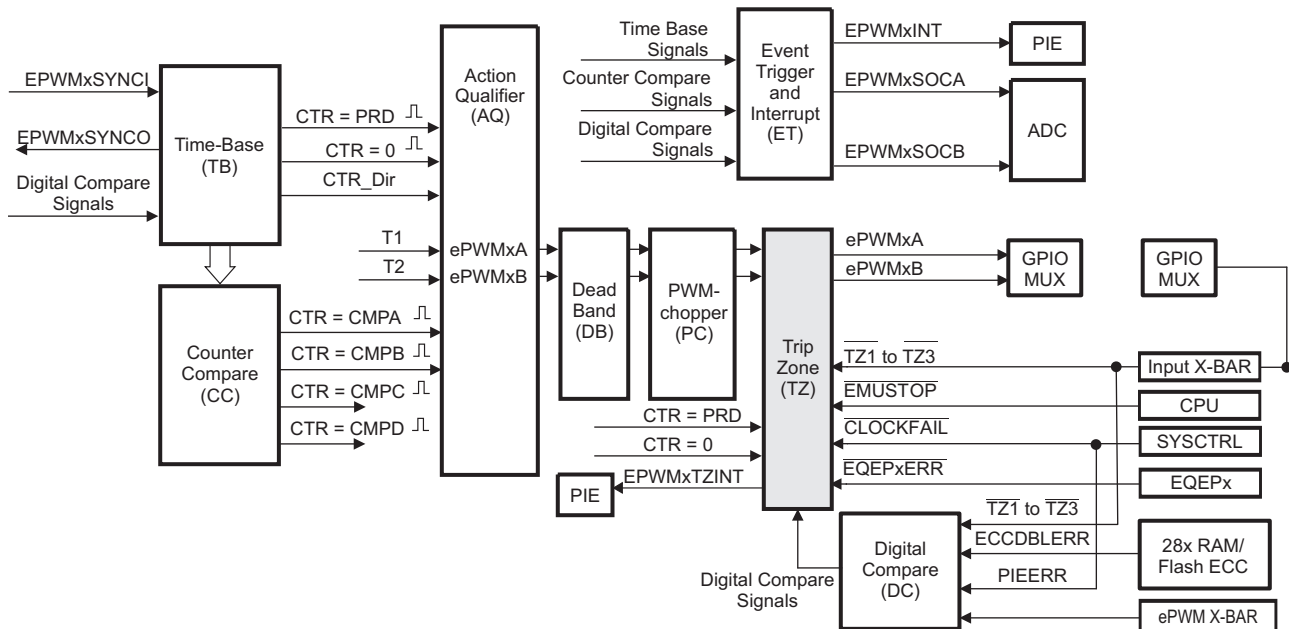 EPWMxSYNCI
EPWMxSYNCO
Digital Compare
Signals
Time-Base
(TB)
CTR = PRD
CTR = 0
CTR_Dir
T1
T2
Counter
Compare
(CC)
CTR = CMPA
CTR = CMPB
CTR = CMPC
CTR = CMPD
Action
Qualifier
(AQ)
ePWMxA
ePWMxB
Time Base
Signals
Counter Compare
Signals
Digital Compare
Signals
Event
Trigger
and
Interrupt
(ET)
EPWMxINT
EPWMxSOCA
EPWMxSOCB
PIE
ADC
Dead
Band
(DB)
PWM-
chopper
(PC)
Trip
Zone
(TZ)
ePWMxA
ePWMxB
GPIO
MUX
GPIO
MUX
TZ1 to TZ3
Input X-BAR
EMUSTOP
CPU
CLOCKFAIL
SYSCTRL
EQEPxERR
EQEPx
CTR = PRD
CTR = 0
EPWMxTZINT
PIE
Digital Compare
Signals
Digital
Compare
(DC)
TZ1 to TZ3
ECCDBLERR
28x RAM/
Flash ECC
PIEERR
ePWM X-BAR